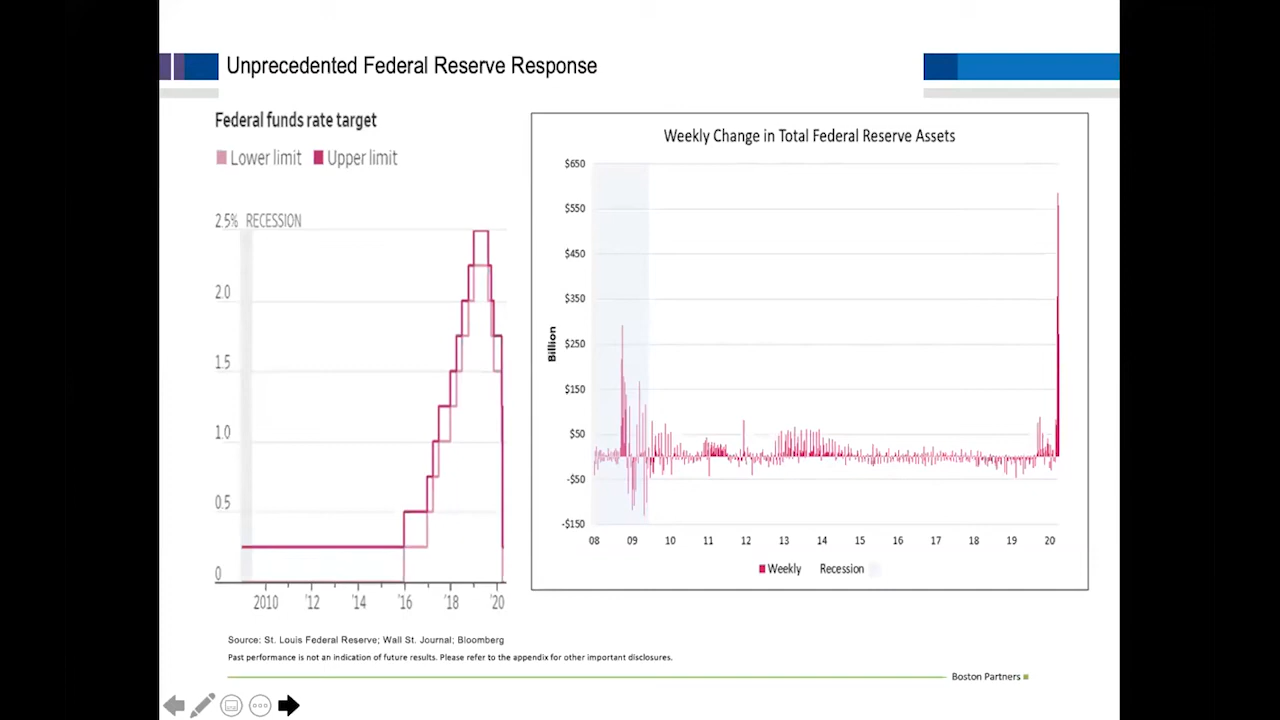 Unprecedented Federal Reserve Response
Federal funds rate target
Lower limit Upper limit
2.5% RECESSION
2.0
1.5
1.0
0.5
0
2010 '12 '14 '16 '18 '20
Weekly Change in Total Federal Reserve Assets
$650
$550
$450
$350
$250
$150
$50
-$50
-$150
Billion
08 09 10 11 12 13 14 15 16 17 18 19 20
Weekly Recession
Source: St. Louis Federal Reserve; Wall St. Journal; Bloomberg
Past performance is not an indication of future results. Please refer to the appendix for other important disclosures.
Boston Partners